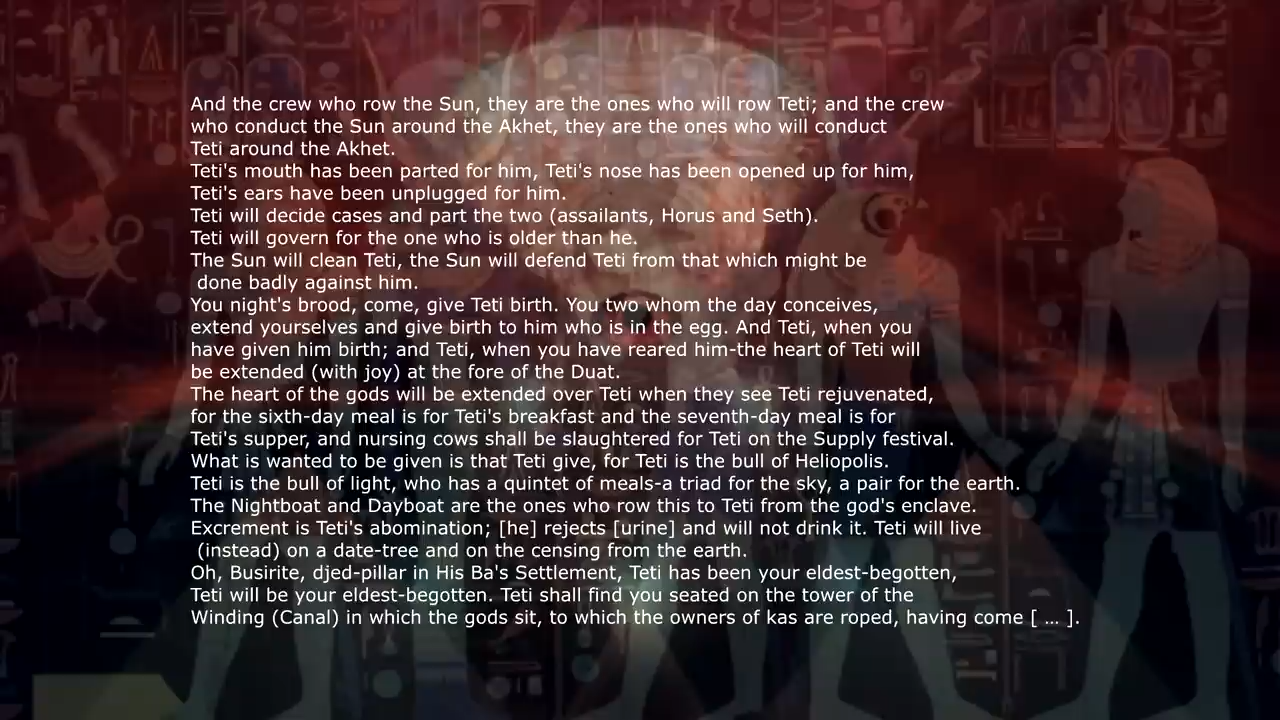 And the crew who row the Sun, they are the ones who will row Teti; and the crew
who conduct the Sun around the Akhet, they are the ones who will conduct
Teti around the Akhet.
Teti's mouth has been parted for him, Teti's nose has been opened up for him,
Teti's ears have been unplugged for him.
Teti will decide cases and part the two (assailants, Horus and Seth).
Teti will govern for the one who is older than he.
The Sun will clean Teti, the Sun will defend Teti from that which might be
done badly against him.
You night's brood, come, give Teti birth. You two whom the day conceives,
extend yourselves and give birth to him who is in the egg. And Teti, when you
have given him birth; and Teti, when you have reared him-the heart of Teti will
be extended (with joy) at the fore of the Duat.
The heart of the gods will be extended over Teti when they see Teti rejuvenated,
for the sixth-day meal is for Teti's breakfast and the seventh-day meal is for
Teti's supper, and nursing cows shall be slaughtered for Teti on the Supply festival.
What is wanted to be given is that Teti give, for Teti is the bull of Heliopolis.
Teti is the bull of light, who has a quintet of meals-a triad for the sky, a pair for the earth.
The Nightboat and Dayboat are the ones who row this to Teti from the god's enclave.
Excrement is Teti's abomination; [he] rejects [urine] and will not drink it. Teti will live
(instead) on a date-tree and on the censing from the earth.
Oh, Busirite, djed-pillar in His Ba's Settlement, Teti has been your eldest-begotten,
Teti will be your eldest-begotten. Teti shall find you seated on the tower of the
Winding (Canal) in which the gods sit, to which the owners of kas are roped, having come [ ... ].